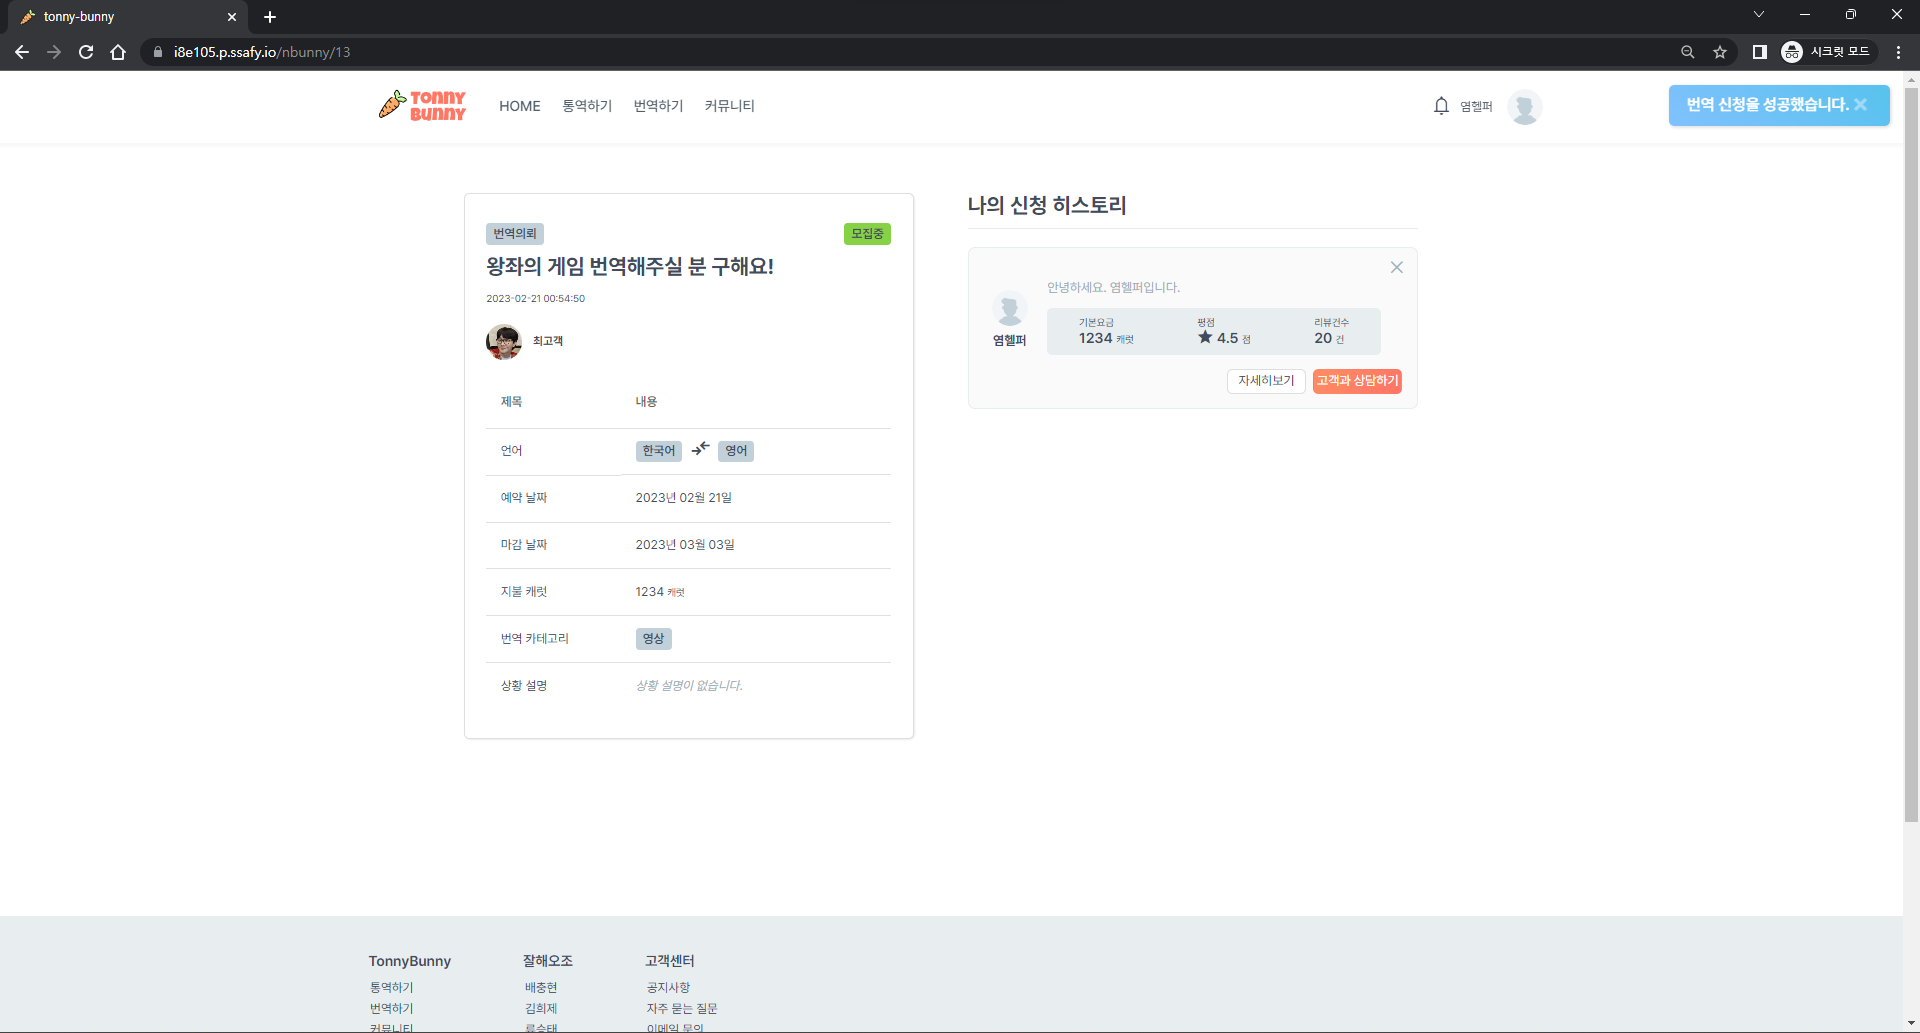 tonny-bunny
i8e105.p.ssafy.io/nbunny/13
시크릿 모드
TONNY BUNNY
HOME 통역하기 번역하기 커뮤니티
염헬퍼
번역 신청을 성공했습니다.
번역의뢰
모집중
왕좌의 게임 번역해주실 분 구해요!
2023-02-21 00:54:50
최고객
제목 내용
언어 한국어 영어
예약 날짜 2023년 02월 21일
마감 날짜 2023년 03월 03일
지불 캐럿 1234 캐럿
번역 카테고리 영상
상황 설명 상황 설명이 없습니다.
나의 신청 히스토리
안녕하세요. 염헬퍼입니다.
염헬퍼
기본요금 평점 리뷰건수
1234 캐럿 4.5 점 20 건
자세히보기 고객과 상담하기
TonnyBunny 잘해오조 고객센터
통역하기 배충현 공지사항
번역하기 김희제 자주 묻는 질문
커뮤니티 류승태 이메일 문의